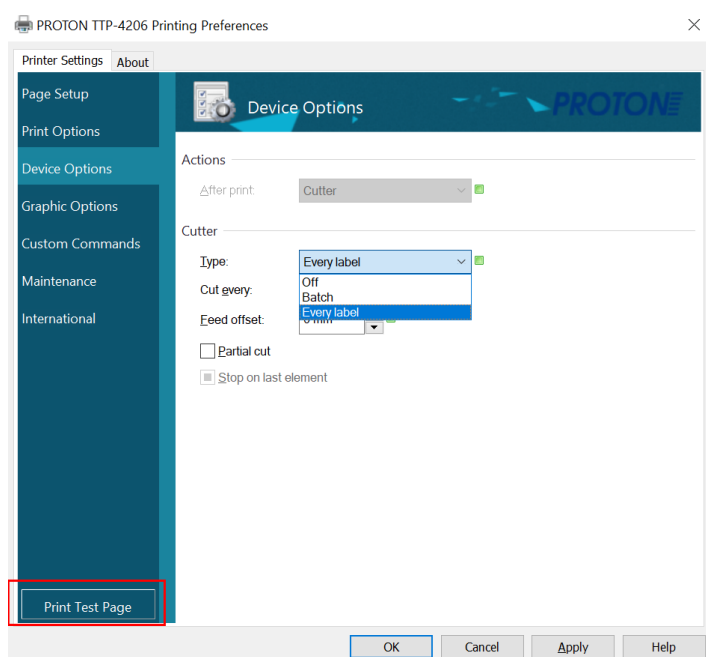 PROTON TTP-4206 Printing Preferences
Printer Settings About
Page Setup
Print Options
Device Options
Graphic Options
Custom Commands
Maintenance
International
Print Test Page
Device Options
PROTON
Actions
After print: Cutter
Cutter
Type: Every label
Off
Batch
Every label
Cut every:
Feed offset: 0 mm
Partial cut
Stop on last element
OK Cancel Apply Help